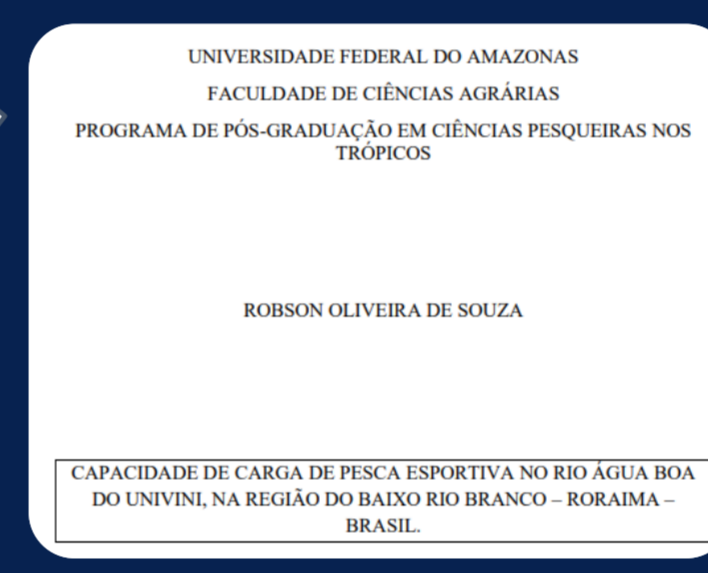 UNIVERSIDADE FEDERAL DO AMAZONAS
FACULDADE DE CIÊNCIAS AGRÁRIAS
PROGRAMA DE PÓS-GRADUAÇÃO EM CIÊNCIAS PESQUEIRAS NOS
TRÓPICOS
ROBSON OLIVEIRA DE SOUZA
CAPACIDADE DE CARGA DE PESCA ESPORTIVA NO RIO ÁGUA BOA
DO UNIVINI, NA REGIÃO DO BAIXO RIO BRANCO – RORAIMA –
BRASIL.